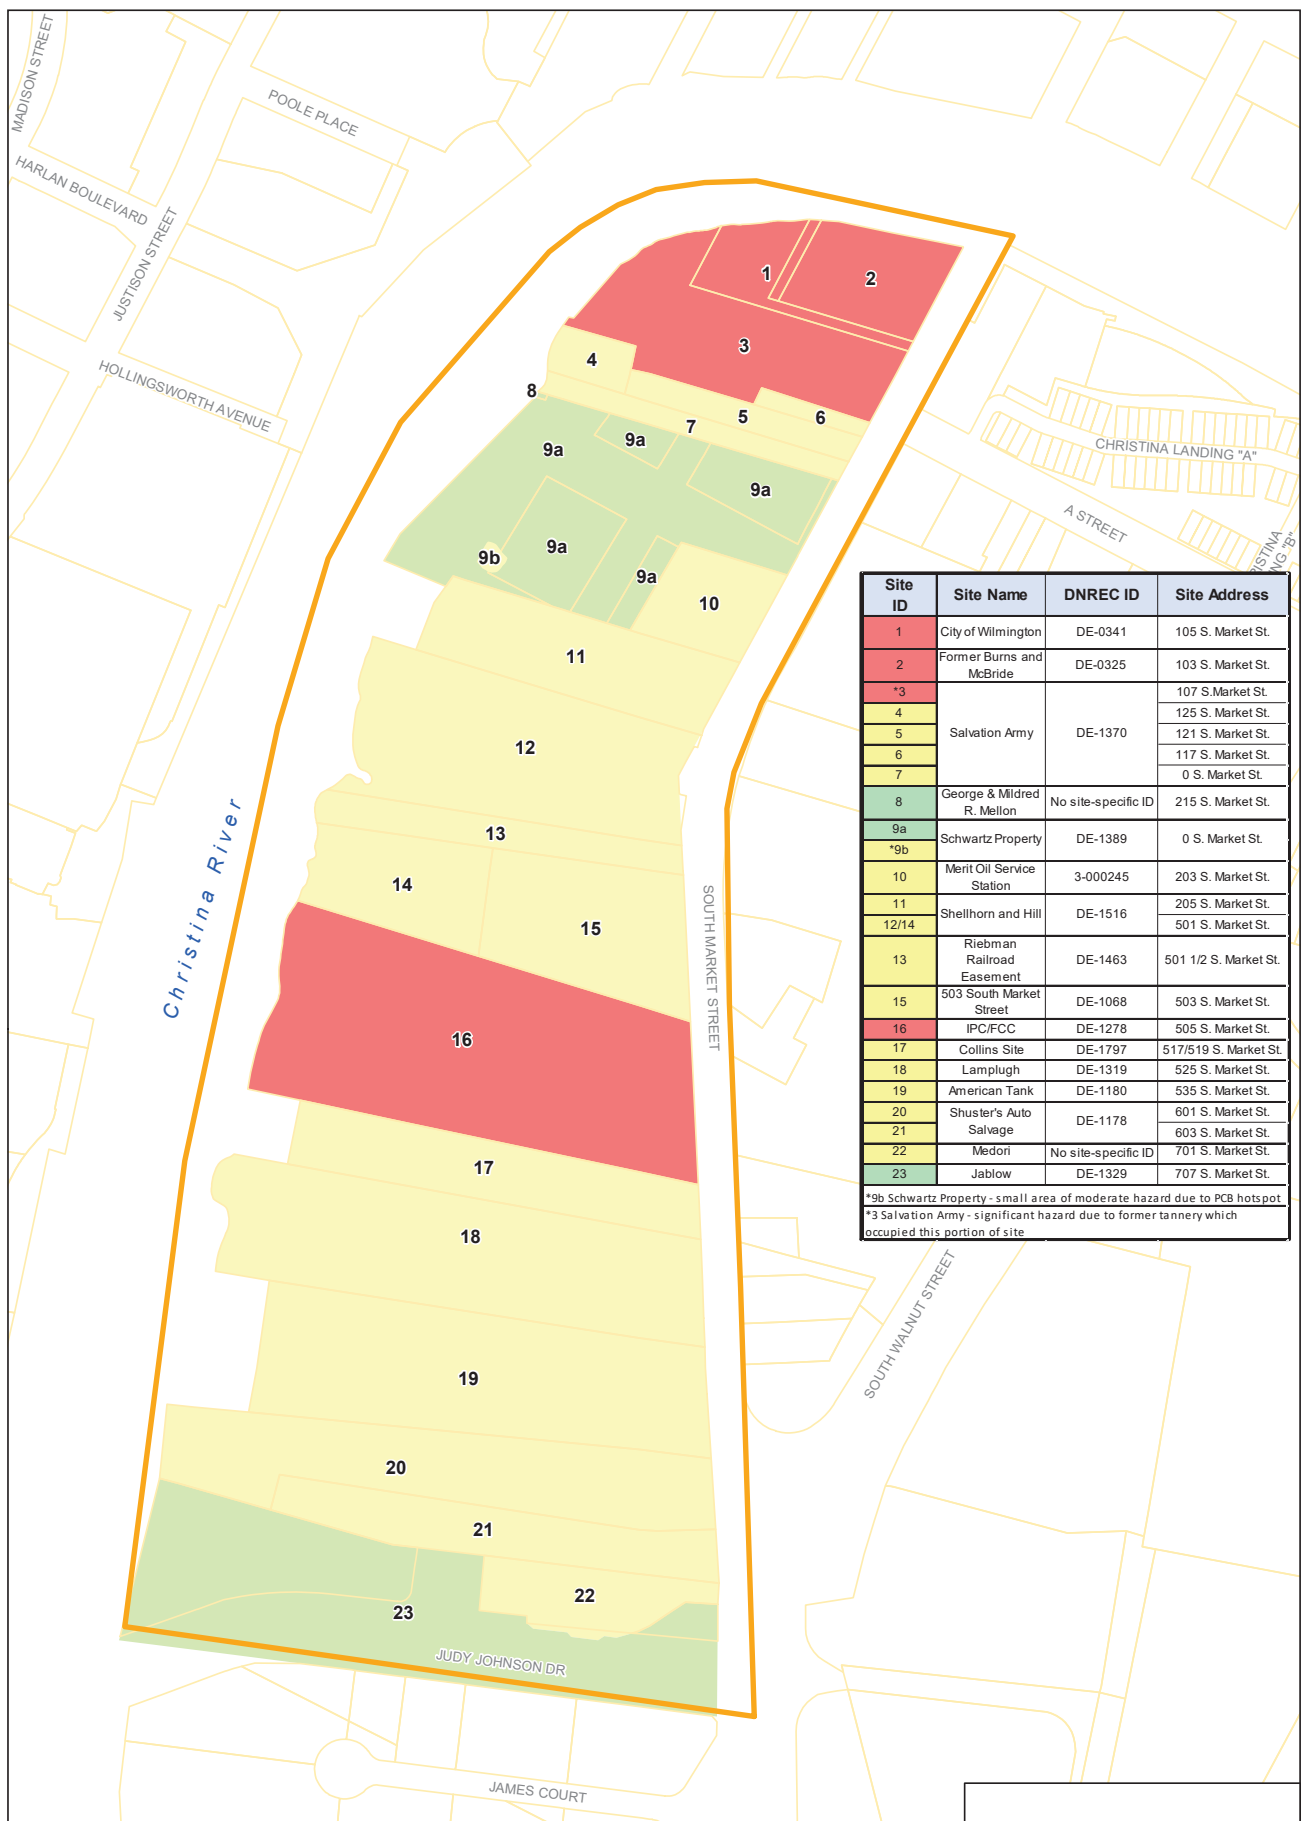 MADISON STREET
POOLE PLACE
HARLAN BOULEVARD
JUSTISON STREET
HOLLINGSWORTH AVENUE
1
2
3
4
8
5
6
7
9a
9a
9a
CHRISTINA LANDING "A"
A STREET
9b
9a
9a
10
11
12
13
14
15
16
17
18
19
20
21
22
23
Christina River
SOUTH MARKET STREET
SOUTH WALNUT STREET
JUDY JOHNSON DR
JAMES COURT
Site ID Site Name DNREC ID Site Address
1 City of Wilmington DE-0341 105 S. Market St.
2 Former Burns and McBride DE-0325 103 S. Market St.
*3 Salvation Army DE-1370 107 S.Market St.
4 125 S. Market St.
5 121 S. Market St.
6 117 S. Market St.
7 0 S. Market St.
8 George & Mildred R. Mellon No site-specific ID 215 S. Market St.
9a Schwartz Property DE-1389 0 S. Market St.
*9b
10 Merit Oil Service Station 3-000245 203 S. Market St.
11 Shellhorn and Hill DE-1516 205 S. Market St.
12/14 501 S. Market St.
13 Riebman Railroad Easement DE-1463 501 1/2 S. Market St.
15 503 South Market Street DE-1068 503 S. Market St.
16 IPC/FCC DE-1278 505 S. Market St.
17 Collins Site DE-1797 517/519 S. Market St.
18 Lamplugh DE-1319 525 S. Market St.
19 American Tank DE-1180 535 S. Market St.
20 Shuster's Auto Salvage DE-1178 601 S. Market St.
21 603 S. Market St.
22 Medori No site-specific ID 701 S. Market St.
23 Jablow DE-1329 707 S. Market St.
*9b Schwartz Property - small area of moderate hazard due to PCB hotspot
*3 Salvation Army - significant hazard due to former tannery which
occupied this portion of site